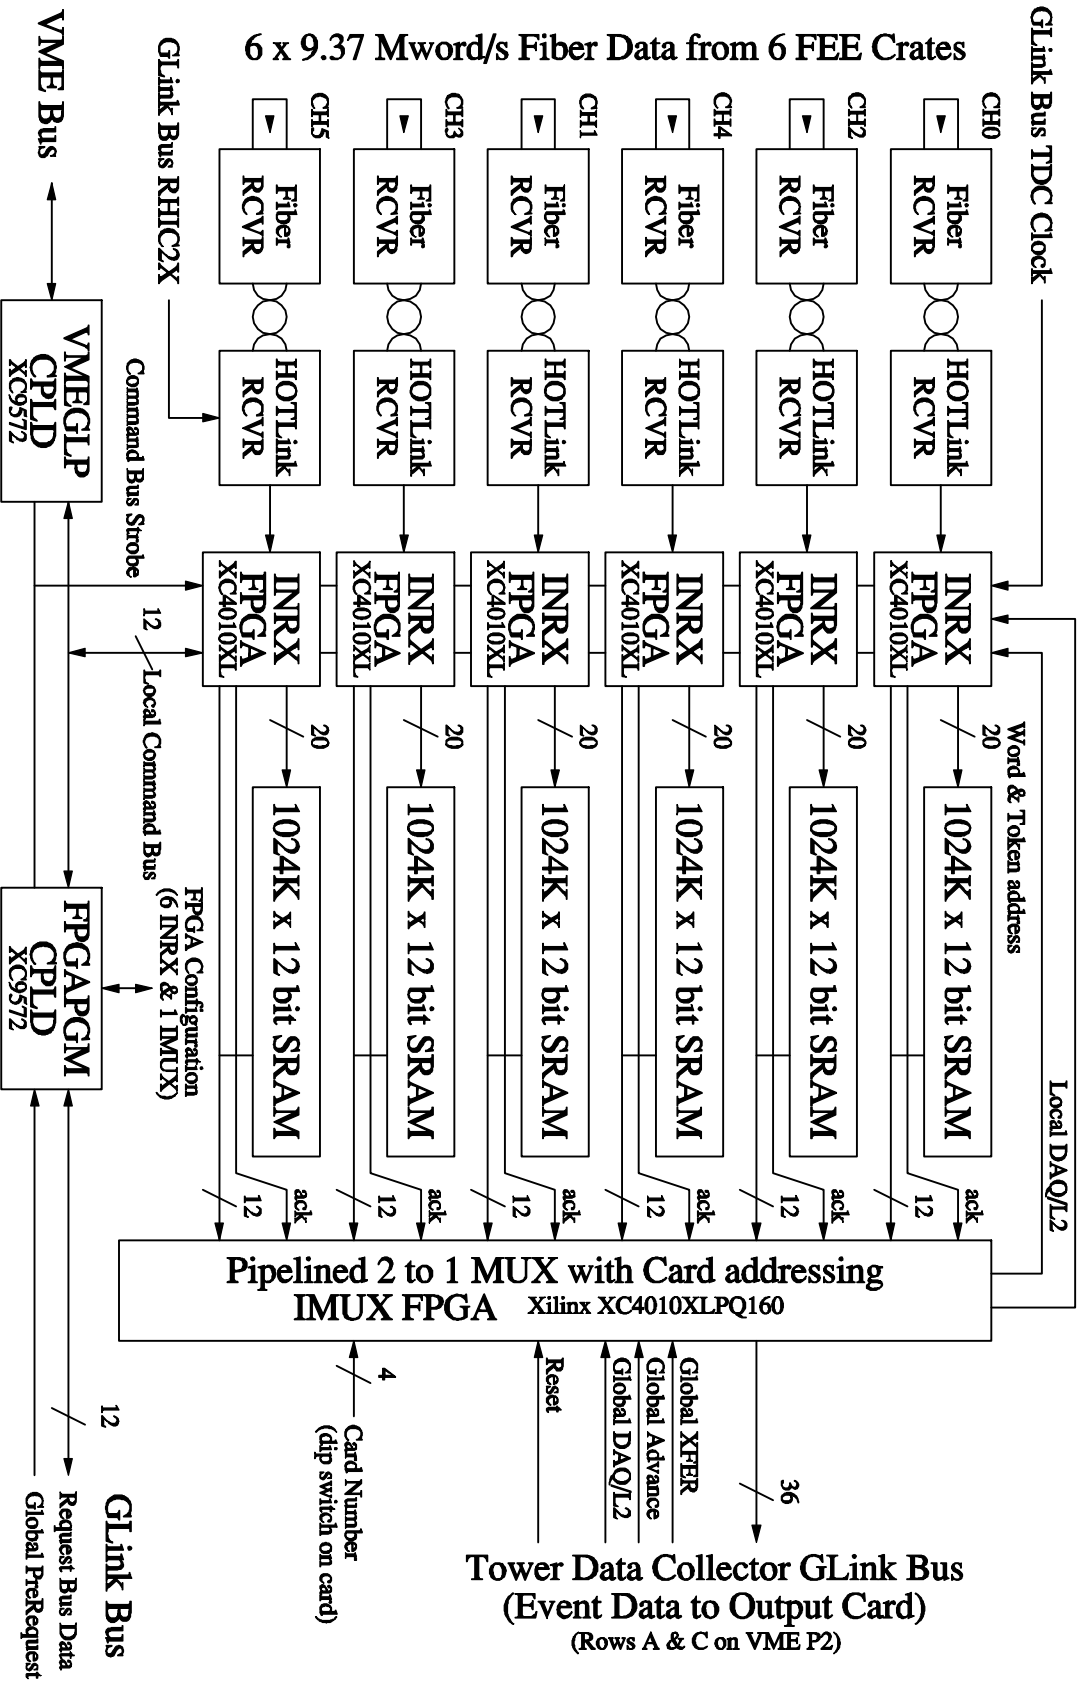 6 x 9.37 Mword/s Fiber Data from 6 FEE Crates
VME Bus
GLink Bus RHIC2X
GLink Bus TDC Clock
CH5
CH3
CH1
CH4
CH2
CH0
Fiber
RCVR
Fiber
RCVR
Fiber
RCVR
Fiber
RCVR
Fiber
RCVR
Fiber
RCVR
HOTLink
RCVR
HOTLink
RCVR
HOTLink
RCVR
HOTLink
RCVR
HOTLink
RCVR
HOTLink
RCVR
VMEGLP
CPLD
XC9572
Command Bus Strobe
INRX
FPGA
XC4010XL
INRX
FPGA
XC4010XL
INRX
FPGA
XC4010XL
INRX
FPGA
XC4010XL
INRX
FPGA
XC4010XL
INRX
FPGA
XC4010XL
12
Local Command Bus
20
20
20
20
20
20
Word & Token address
1024K x 12 bit SRAM
1024K x 12 bit SRAM
1024K x 12 bit SRAM
1024K x 12 bit SRAM
1024K x 12 bit SRAM
1024K x 12 bit SRAM
FPGAPGM
CPLD
XC9572
FPGA Configuration
(6 INRX & 1 IMUX)
Local DAQ/L2
12
ack
12
ack
12
ack
12
ack
12
ack
12
ack
Pipelined 2 to 1 MUX with Card addressing
IMUX FPGA Xilinx XC4010XLPQ160
4
Card Number
(dip switch on card)
Reset
Global DAQ/L2
Global Advance
Global XFER
36
12
GLink Bus
Request Bus Data
Global PreRequest
Tower Data Collector GLink Bus
(Event Data to Output Card)
(Rows A & C on VME P2)